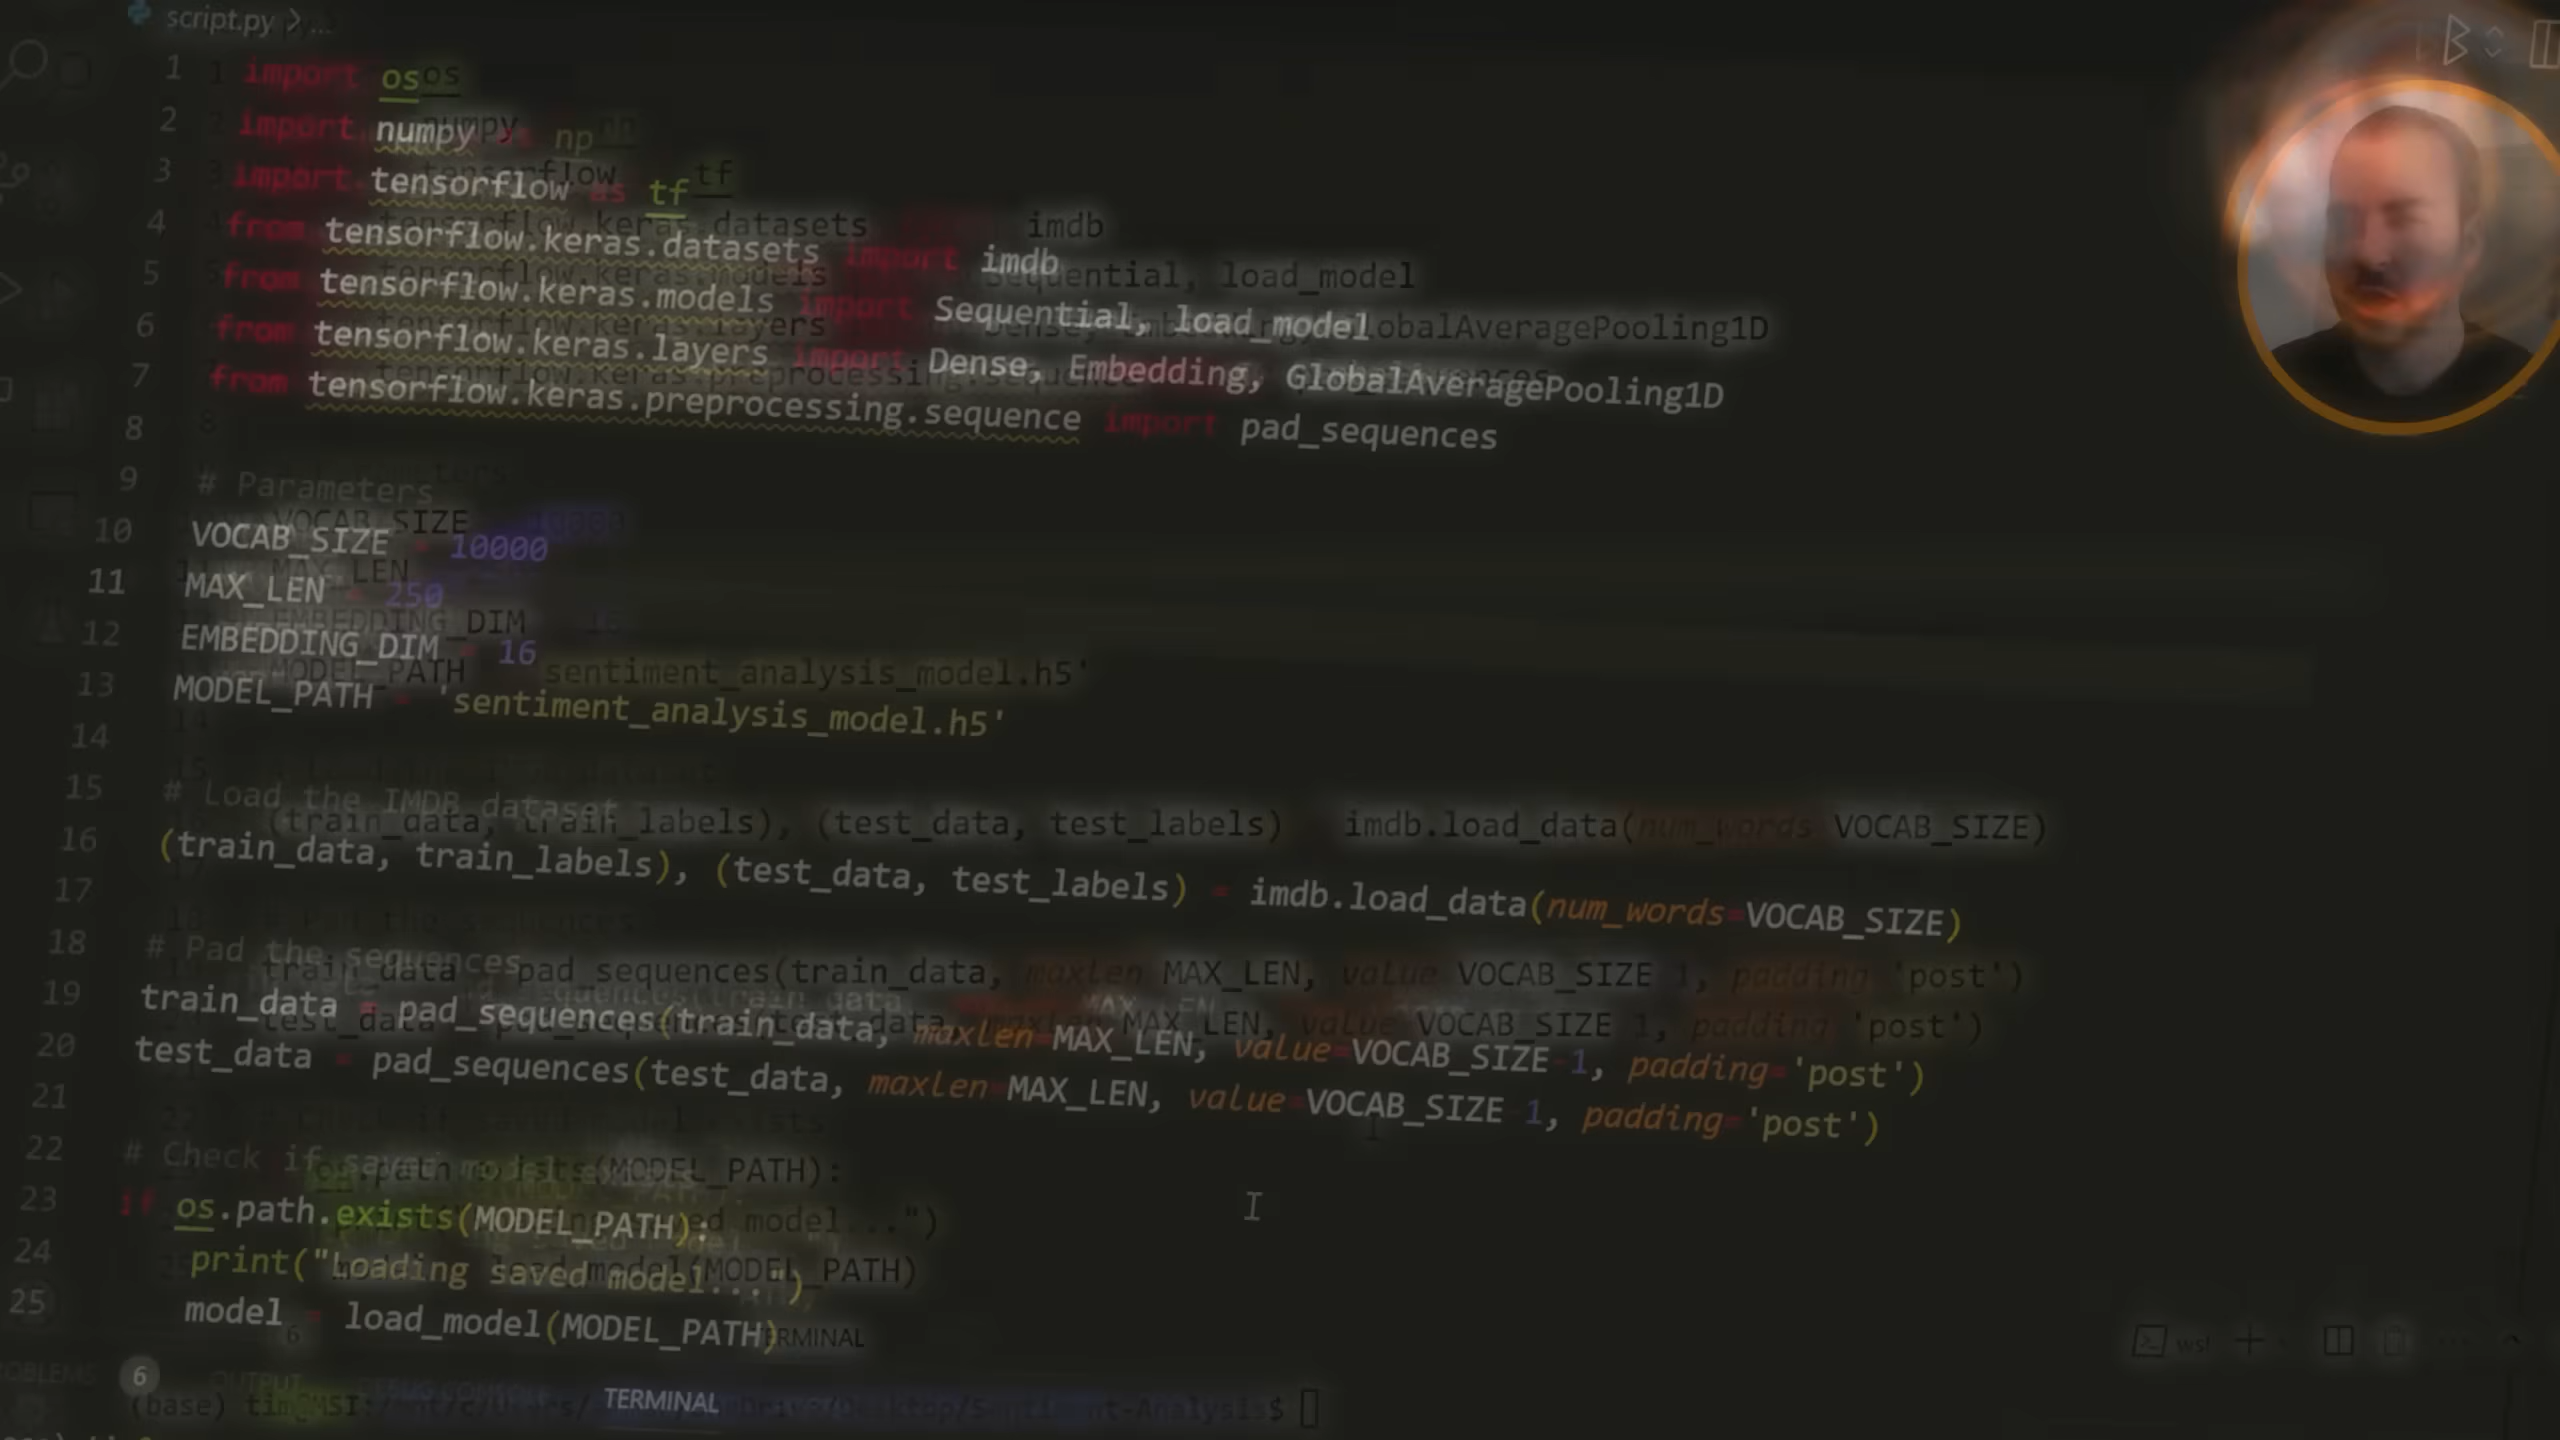 script.py > ...
1 import os
2 import numpy as np
3 import tensorflow as tf
4 from tensorflow.keras.datasets import imdb
5 from tensorflow.keras.models import Sequential, load_model
6 from tensorflow.keras.layers import Dense, Embedding, GlobalAveragePooling1D
7 from tensorflow.keras.preprocessing.sequence import pad_sequences
8
9 # Parameters
10 VOCAB_SIZE = 10000
11 MAX_LEN = 250
12 EMBEDDING_DIM = 16
13 MODEL_PATH = 'sentiment_analysis_model.h5'
14
15 # Load the IMDB dataset
16 (train_data, train_labels), (test_data, test_labels) = imdb.load_data(num_words=VOCAB_SIZE)
17
18 # Pad the sequences
19 train_data = pad_sequences(train_data, maxlen=MAX_LEN, value=VOCAB_SIZE-1, padding='post')
20 test_data = pad_sequences(test_data, maxlen=MAX_LEN, value=VOCAB_SIZE-1, padding='post')
21
22 # Check if saved model exists
23 if os.path.exists(MODEL_PATH):
24 print("Loading saved model...")
25 model = load_model(MODEL_PATH)
PROBLEMS 6 OUTPUT DEBUG CONSOLE TERMINAL
wsl